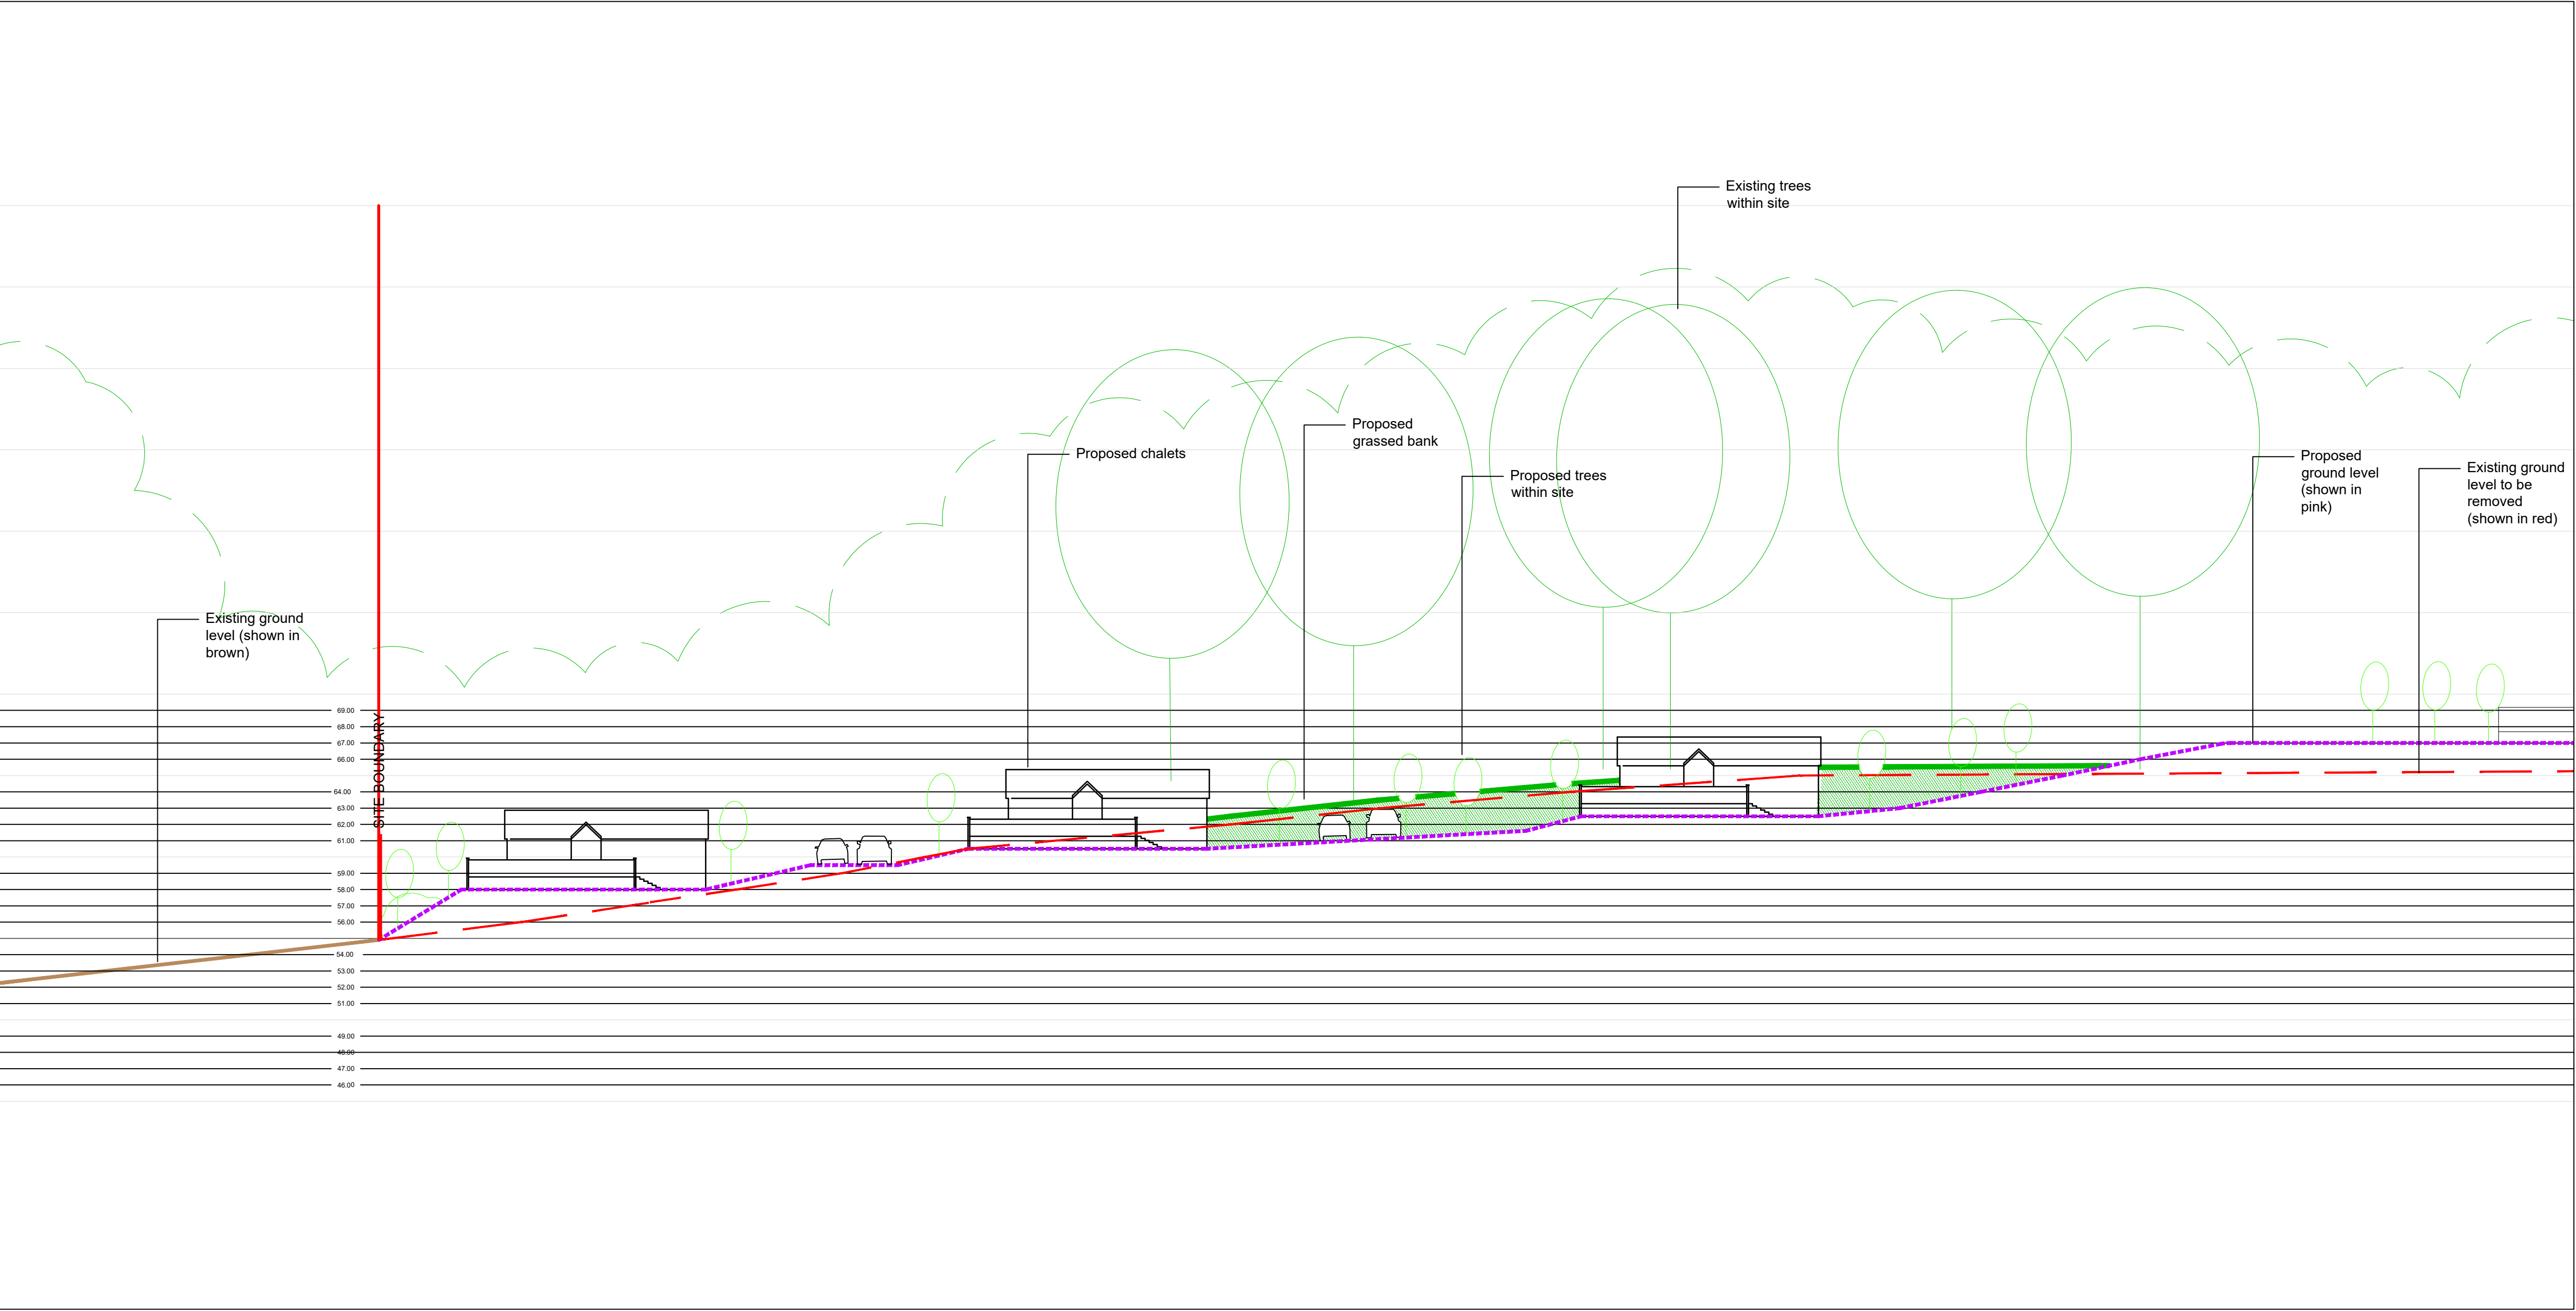 Existing trees
within site
Proposed
grassed bank
Proposed chalets
Proposed trees
within site
Proposed
ground level
(shown in
pink)
Existing ground
level to be
removed
(shown in red)
Existing ground
level (shown in
brown)
SITE BOUNDARY
69.00
68.00
67.00
66.00
64.00
63.00
62.00
61.00
59.00
58.00
57.00
56.00
54.00
53.00
52.00
51.00
49.00
48.00
47.00
46.00